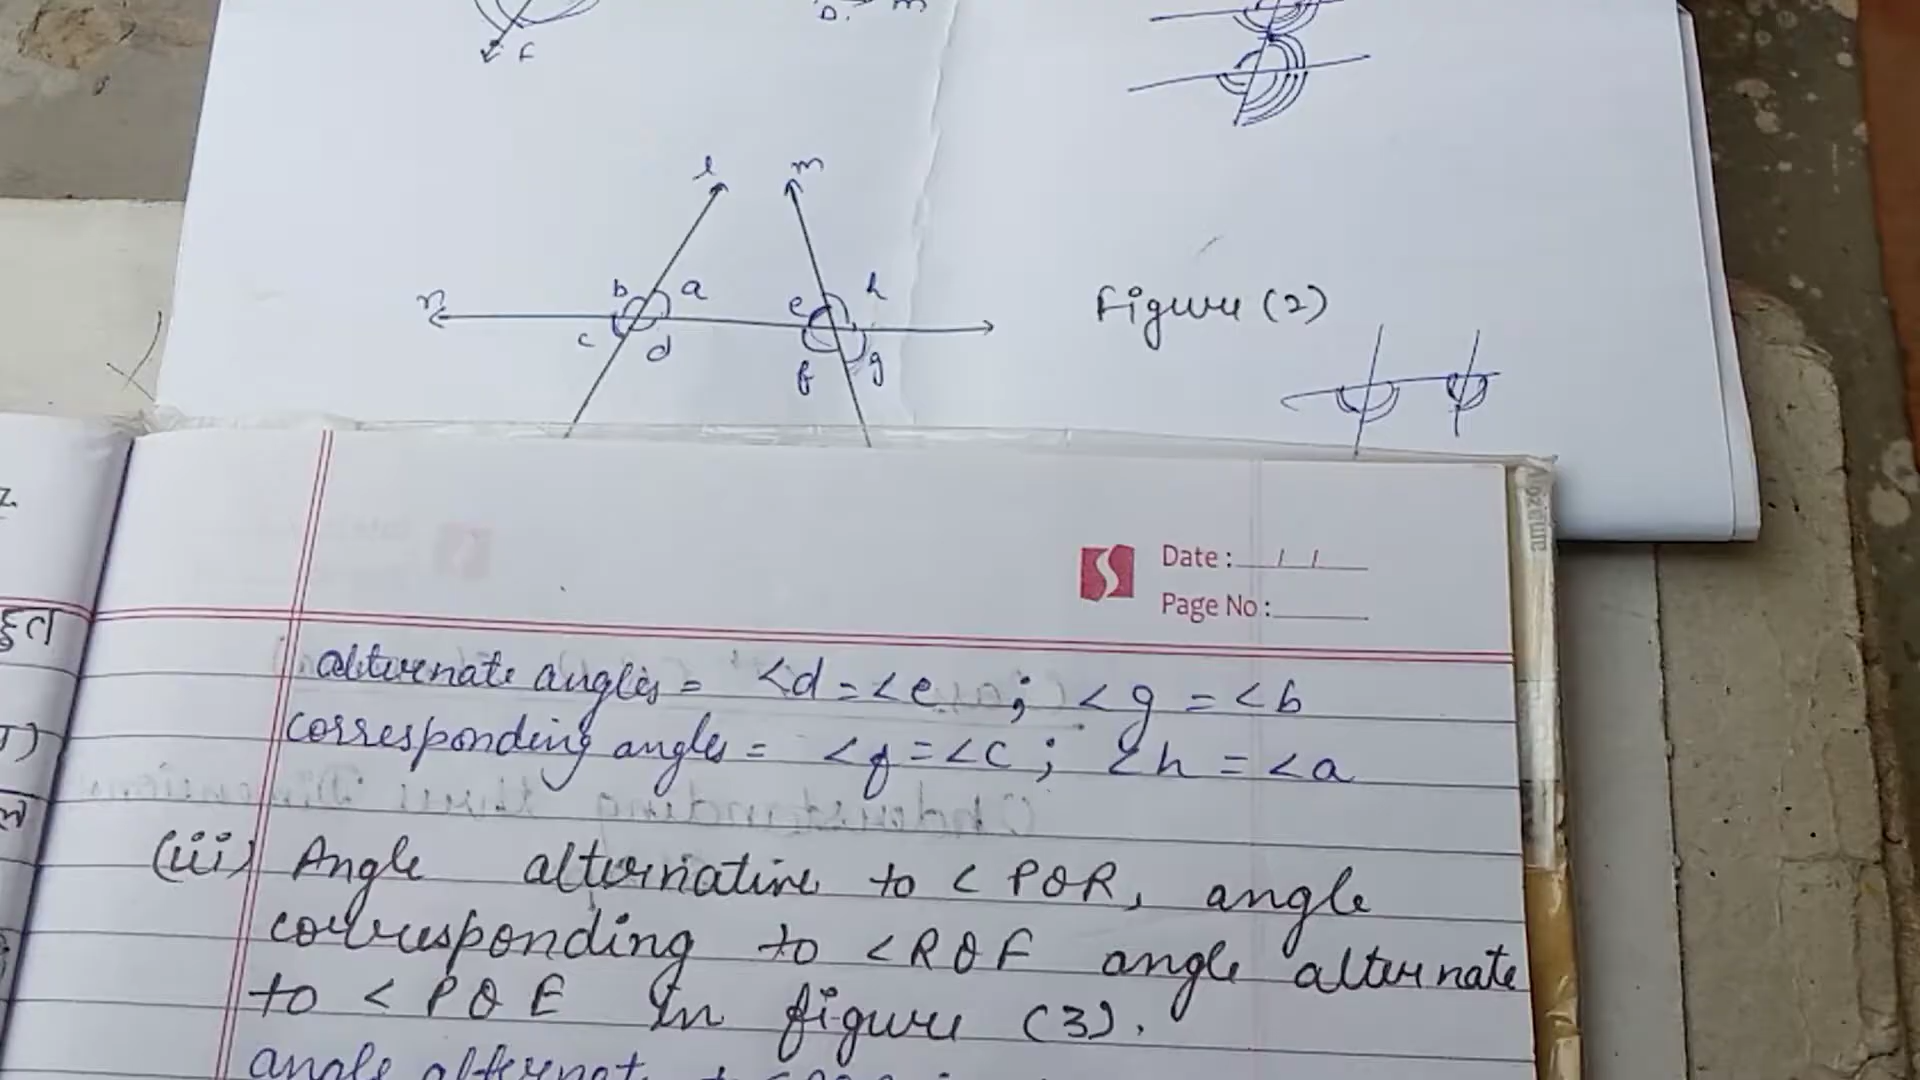 F
D. m
l m
b a e h
n
c d f g
Figure (2)
Date : / /
Page No :
alternate angles = <d = <e ; <g = <b
corresponding angles = <f = <c ; <h = <a
(iii) Angle alternative to < PQR, angle
corresponding to <RQF angle alternate
to < PQE In figure (3).